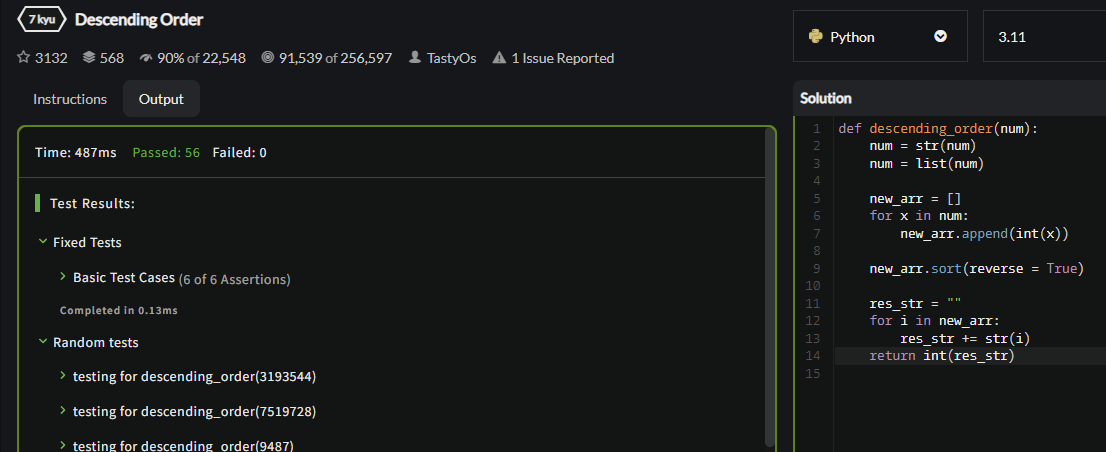 7 kyu Descending Order
3132 568 90% of 22,548 91,539 of 256,597 TastyOs 1 Issue Reported
Python 3.11
Instructions Output
Time: 487ms Passed: 56 Failed: 0
Test Results:
Fixed Tests
Basic Test Cases (6 of 6 Assertions)
Completed in 0.13ms
Random tests
testing for descending_order(3193544)
testing for descending_order(7519728)
testing for descending_order(9487)
Solution
1 def descending_order(num):
2     num = str(num)
3     num = list(num)
4
5     new_arr = []
6     for x in num:
7         new_arr.append(int(x))
8
9     new_arr.sort(reverse = True)
10
11     res_str = ""
12     for i in new_arr:
13         res_str += str(i)
14     return int(res_str)
15